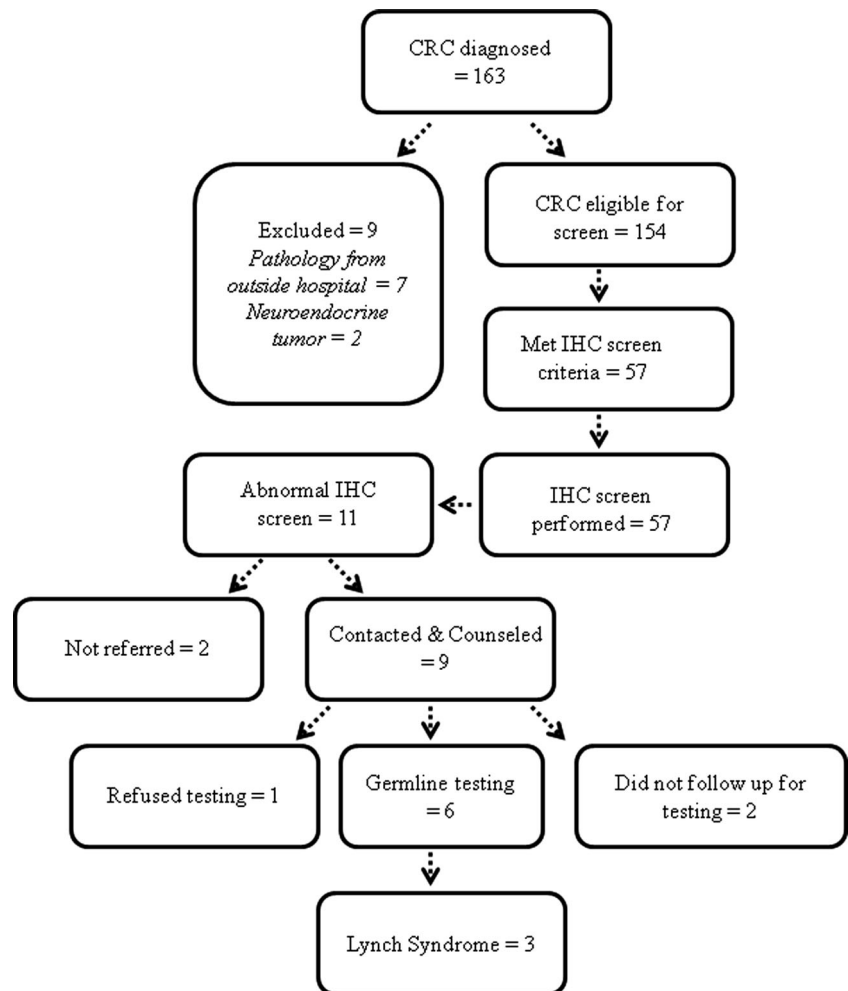 CRC diagnosed
= 163
Excluded = 9
Pathology from
outside hospital = 7
Neuroendocrine
tumor = 2
CRC eligible for
screen = 154
Met IHC screen
criteria = 57
Abnormal IHC
screen = 11
IHC screen
performed = 57
Not referred = 2
Contacted & Counseled
= 9
Refused testing = 1
Germline testing
= 6
Did not follow up for
testing = 2
Lynch Syndrome = 3